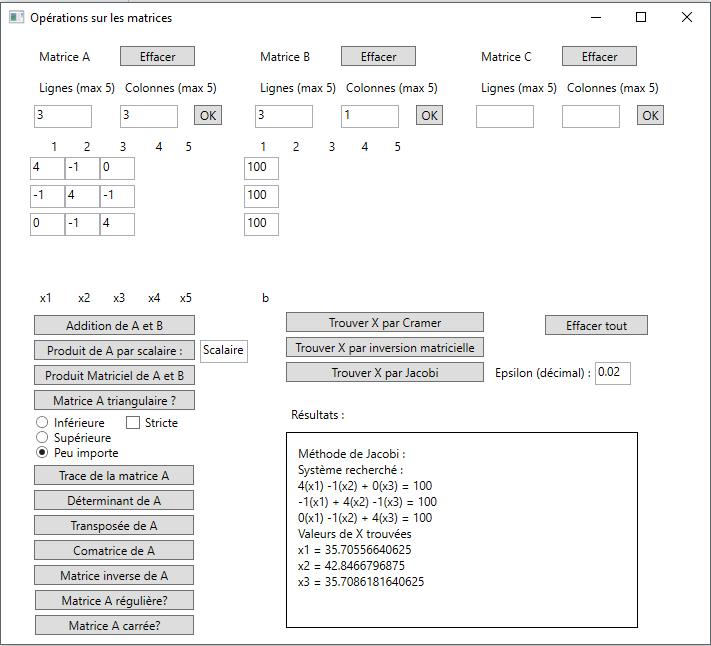 Opérations sur les matrices
Matrice A Effacer Matrice B Effacer Matrice C Effacer
Lignes (max 5) Colonnes (max 5) Lignes (max 5) Colonnes (max 5) Lignes (max 5) Colonnes (max 5)
3 3 OK 3 1 OK OK
1 2 3 4 5 1 2 3 4 5
4 -1 0 100
-1 4 -1 100
0 -1 4 100
x1 x2 x3 x4 x5 b
Addition de A et B
Produit de A par scalaire : Scalaire
Produit Matriciel de A et B
Matrice A triangulaire ?
Inférieure Stricte
Supérieure
Peu importe
Trace de la matrice A
Déterminant de A
Transposée de A
Comatrice de A
Matrice inverse de A
Matrice A régulière?
Matrice A carrée?
Trouver X par Cramer
Trouver X par inversion matricielle
Trouver X par Jacobi Epsilon (décimal) : 0.02
Effacer tout
Résultats :
Méthode de Jacobi :
Système recherché :
4(x1) -1(x2) + 0(x3) = 100
-1(x1) + 4(x2) -1(x3) = 100
0(x1) -1(x2) + 4(x3) = 100
Valeurs de X trouvées
x1 = 35.70556640625
x2 = 42.8466796875
x3 = 35.7086181640625